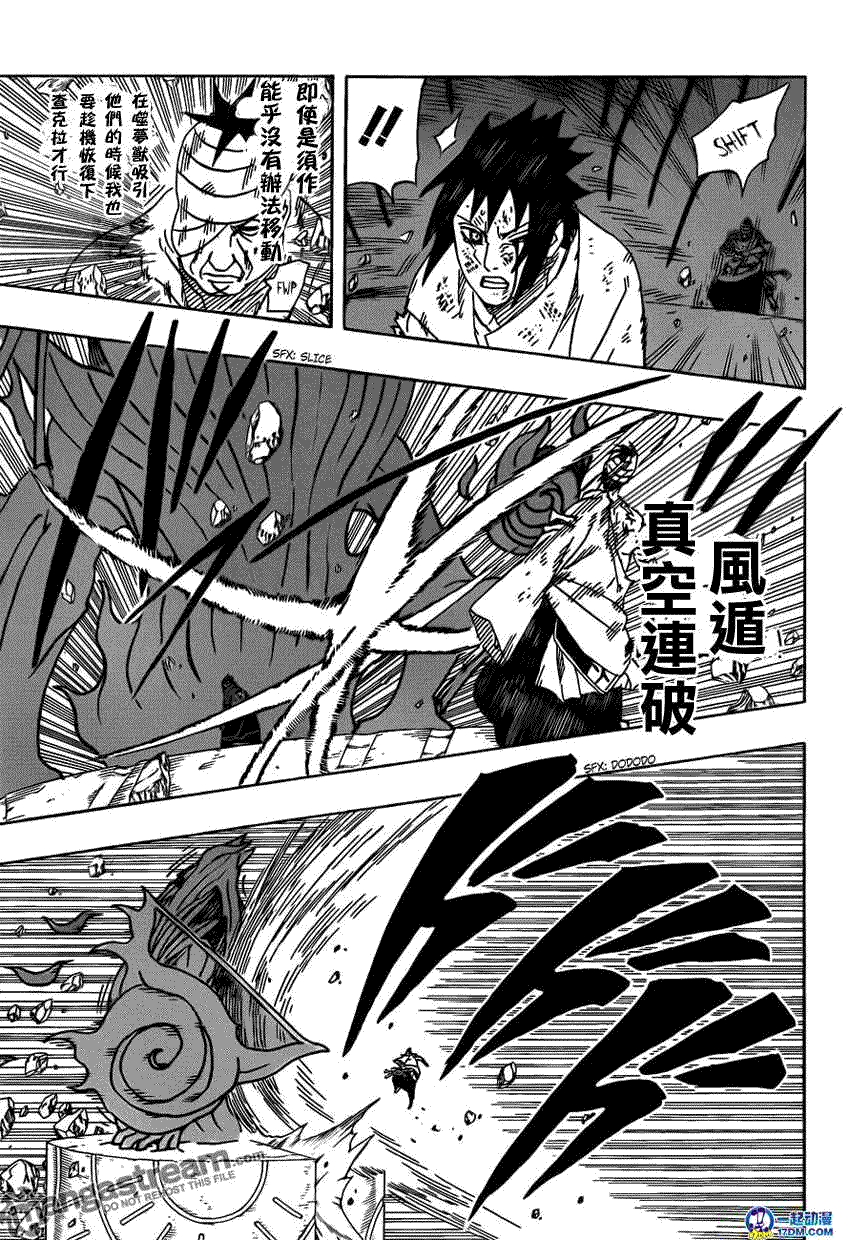 SHIFT
!!
即使是須作
能乎沒有辦法移動
FWP
在噬夢獸吸引
他們的時候我也
要趁機恢復下
查克拉才行
SFX: SLICE
風遁
真空連破
SFX: DODODO
ドドド
mangastream.com
DO NOT REHOST THIS FILE
一起动漫
17DM.COM